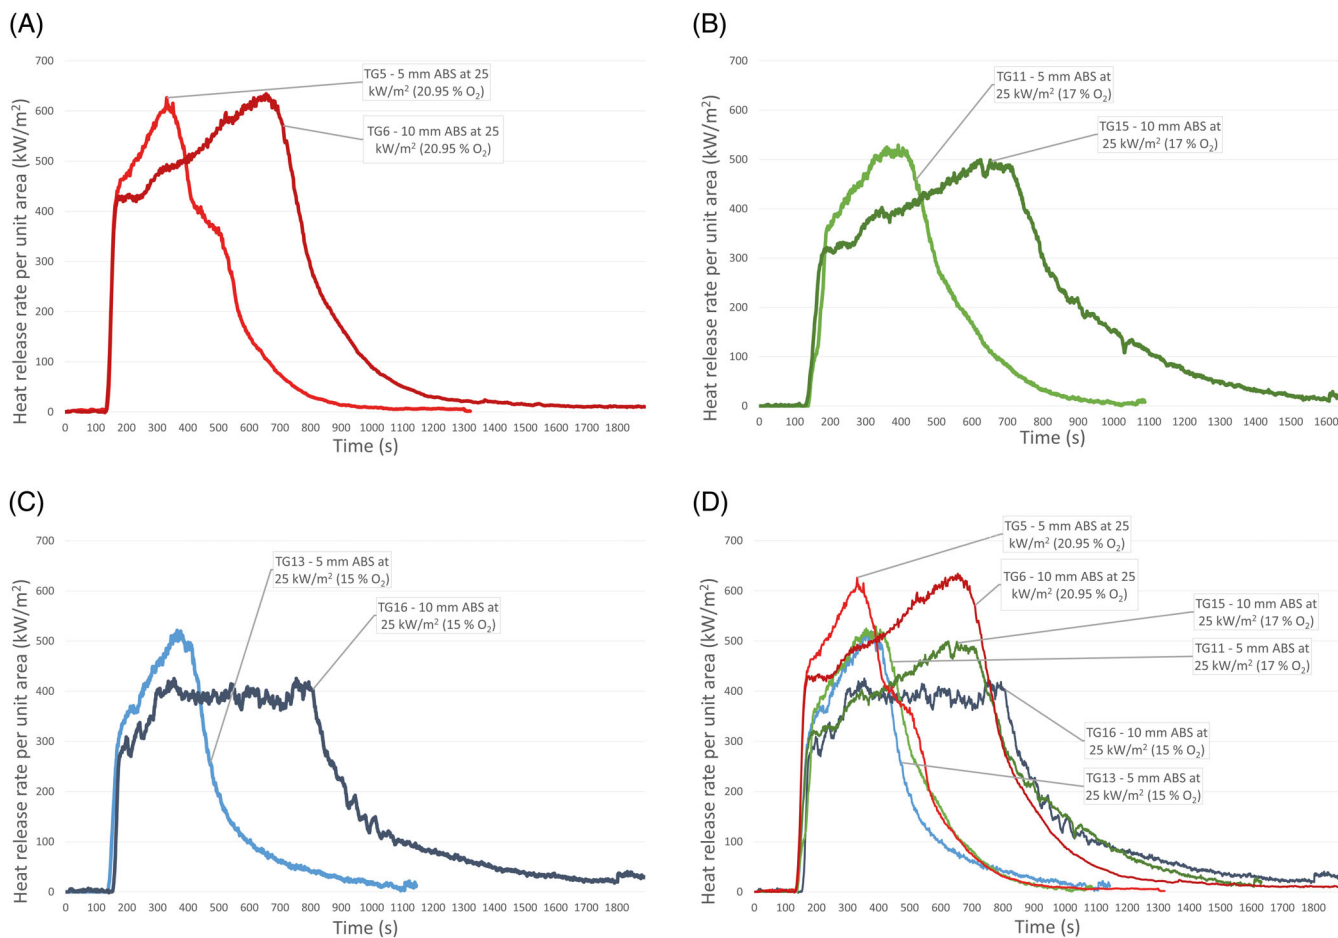 (A)
Heat release rate per unit area (kW/m²)
700
600
500
400
300
200
100
0
0 100 200 300 400 500 600 700 800 900 1000 1100 1200 1300 1400 1500 1600 1700 1800
Time (s)
TG5 - 5 mm ABS at 25
kW/m² (20.95 % O₂)
TG6 - 10 mm ABS at 25
kW/m² (20.95 % O₂)
(B)
Heat release rate per unit area (kW/m²)
700
600
500
400
300
200
100
0
0 100 200 300 400 500 600 700 800 900 1000 1100 1200 1300 1400 1500 1600
Time (s)
TG11 - 5 mm ABS at
25 kW/m² (17 % O₂)
TG15 - 10 mm ABS at
25 kW/m² (17 % O₂)
(C)
Heat release rate per unit area (kW/m²)
700
600
500
400
300
200
100
0
0 100 200 300 400 500 600 700 800 900 1000 1100 1200 1300 1400 1500 1600 1700 1800
Time (s)
TG13 - 5 mm ABS at
25 kW/m² (15 % O₂)
TG16 - 10 mm ABS at
25 kW/m² (15 % O₂)
(D)
Heat release rate per unit area (kW/m²)
700
600
500
400
300
200
100
0
0 100 200 300 400 500 600 700 800 900 1000 1100 1200 1300 1400 1500 1600 1700 1800
Time (s)
TG5 - 5 mm ABS at 25
kW/m² (20.95 % O₂)
TG6 - 10 mm ABS at 25
kW/m² (20.95 % O₂)
TG15 - 10 mm ABS at
25 kW/m² (17 % O₂)
TG11 - 5 mm ABS at
25 kW/m² (17 % O₂)
TG16 - 10 mm ABS at
25 kW/m² (15 % O₂)
TG13 - 5 mm ABS at
25 kW/m² (15 % O₂)